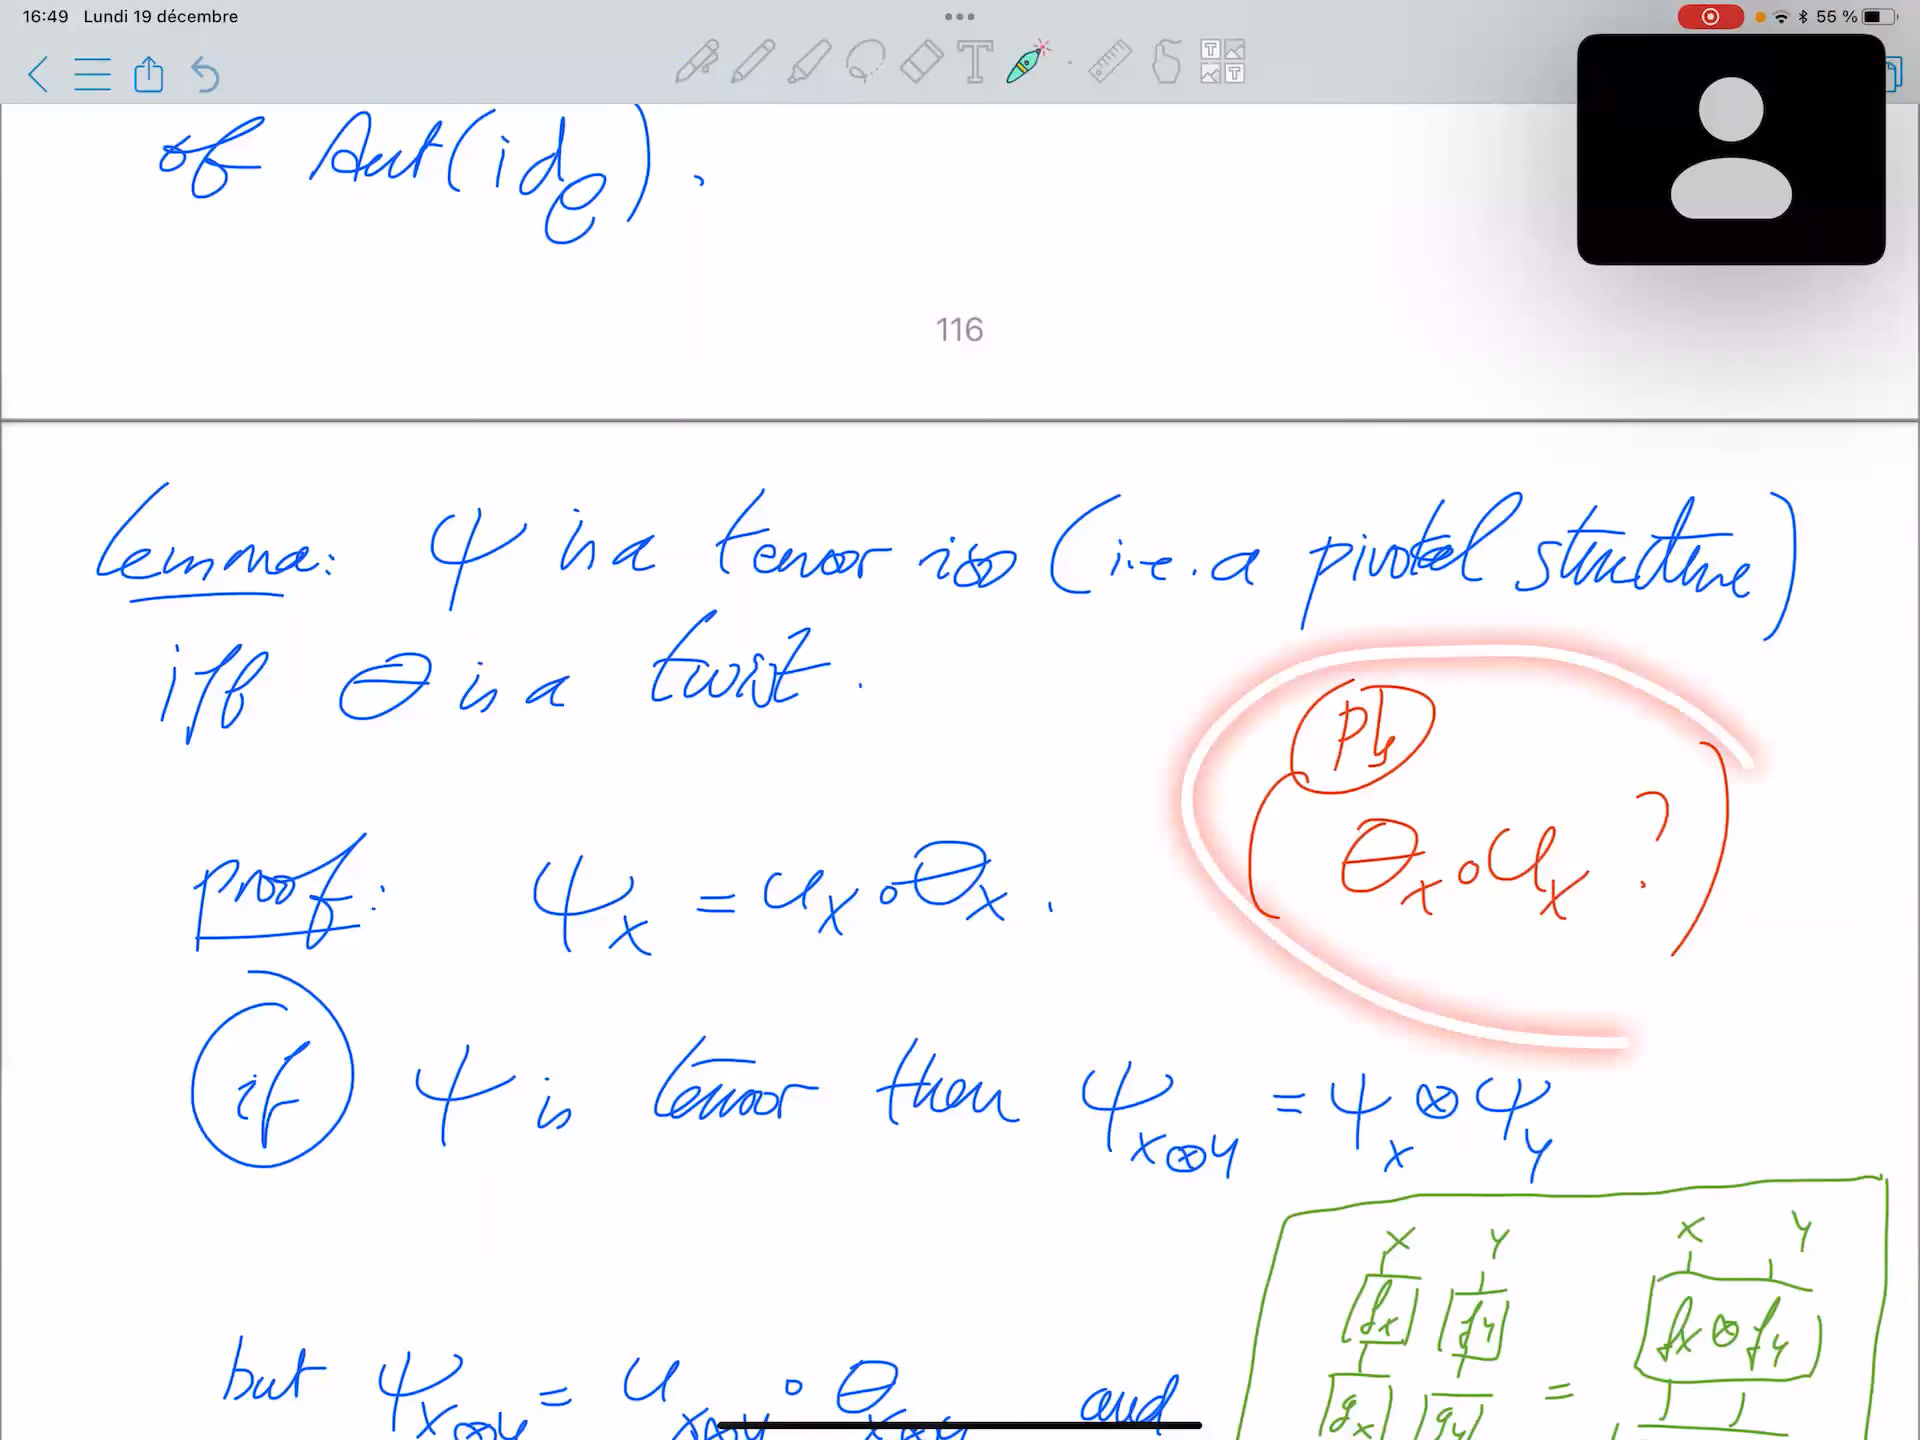 16:49 Lundi 19 décembre
55 %
of Aut(id_C).
116
Lemma: Ψ is a tensor iso (i.e. a pivotal structure)
iff θ is a twist.
proof: Ψ_X = u_X ∘ θ_X.
(θ_X ∘ u_X ?)
if Ψ is tensor then Ψ_{X⊗Y} = Ψ_X ⊗ Ψ_Y
X Y X Y
f_X f_Y f_X ⊗ f_Y
but Ψ_{X⊗Y} = u_{X⊗Y} ∘ θ_{X⊗Y} and
g_X g_Y =